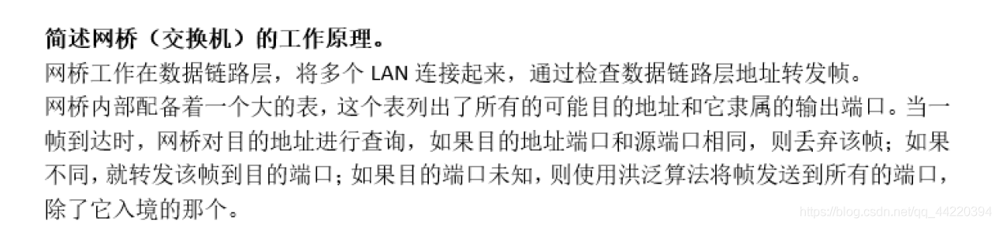 简述网桥（交换机）的工作原理。
网桥工作在数据链路层，将多个 LAN 连接起来，通过检查数据链路层地址转发帧。
网桥内部配备着一个大的表，这个表列出了所有的可能目的地址和它隶属的输出端口。当一
帧到达时，网桥对目的地址进行查询，如果目的地址端口和源端口相同，则丢弃该帧；如果
不同，就转发该帧到目的端口；如果目的端口未知，则使用洪泛算法将帧发送到所有的端口，
除了它入境的那个。
https://blog.csdn.net/qq_44220394